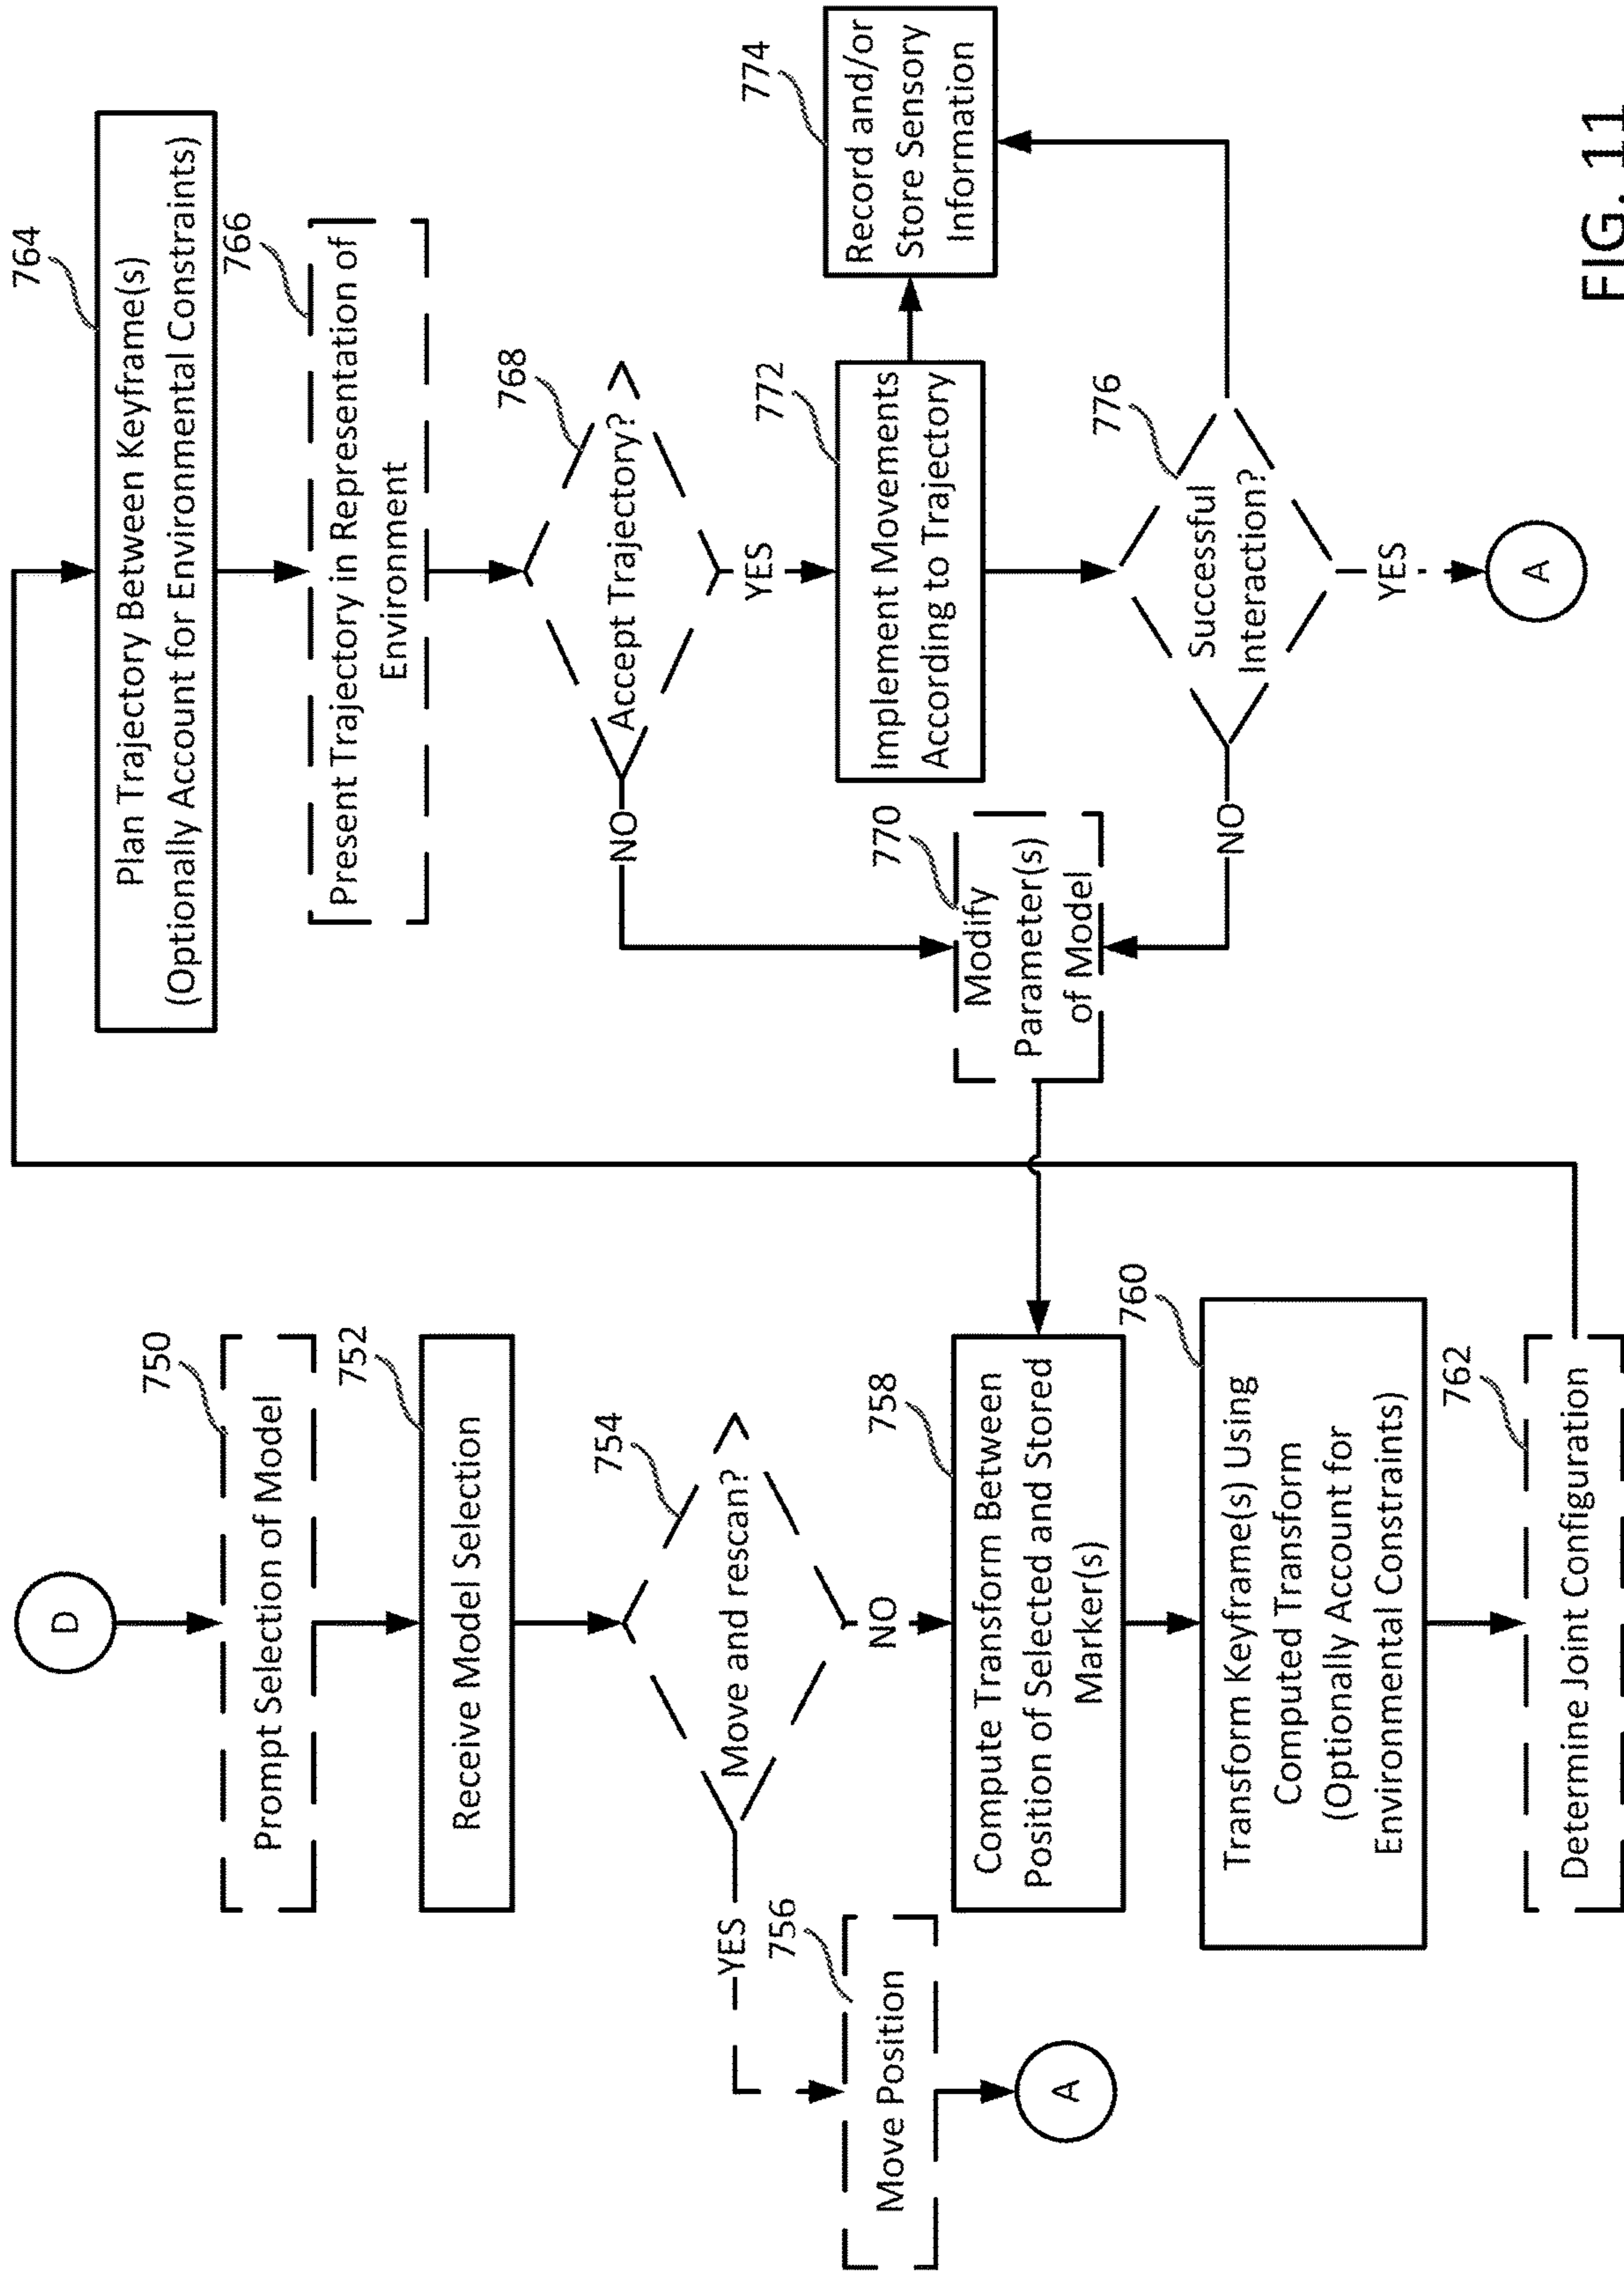 D
750
Prompt Selection of Model
752
Receive Model Selection
754
Move and rescan?
YES
756
Move Position
A
NO
758
Compute Transform Between
Position of Selected and Stored
Marker(s)
760
Transform Keyframe(s) Using
Computed Transform
(Optionally Account for
Environmental Constraints)
762
Determine Joint Configuration
764
Plan Trajectory Between Keyframe(s)
(Optionally Account for Environmental Constraints)
766
Present Trajectory in Representation of
Environment
768
Accept Trajectory?
NO
YES
770
Modify
Parameter(s)
of Model
772
Implement Movements
According to Trajectory
774
Record and/or
Store Sensory
Information
776
Successful
Interaction?
NO
YES
A
FIG. 11